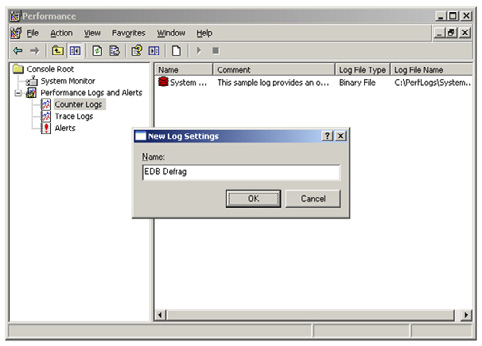 Performance
File Action View Favorites Window Help
Console Root
System Monitor
Performance Logs and Alerts
Counter Logs
Trace Logs
Alerts
Name Comment Log File Type Log File Name
System ... This sample log provides an o... Binary File C:\PerfLogs\System...
New Log Settings
Name:
EDB Defrag
OK Cancel